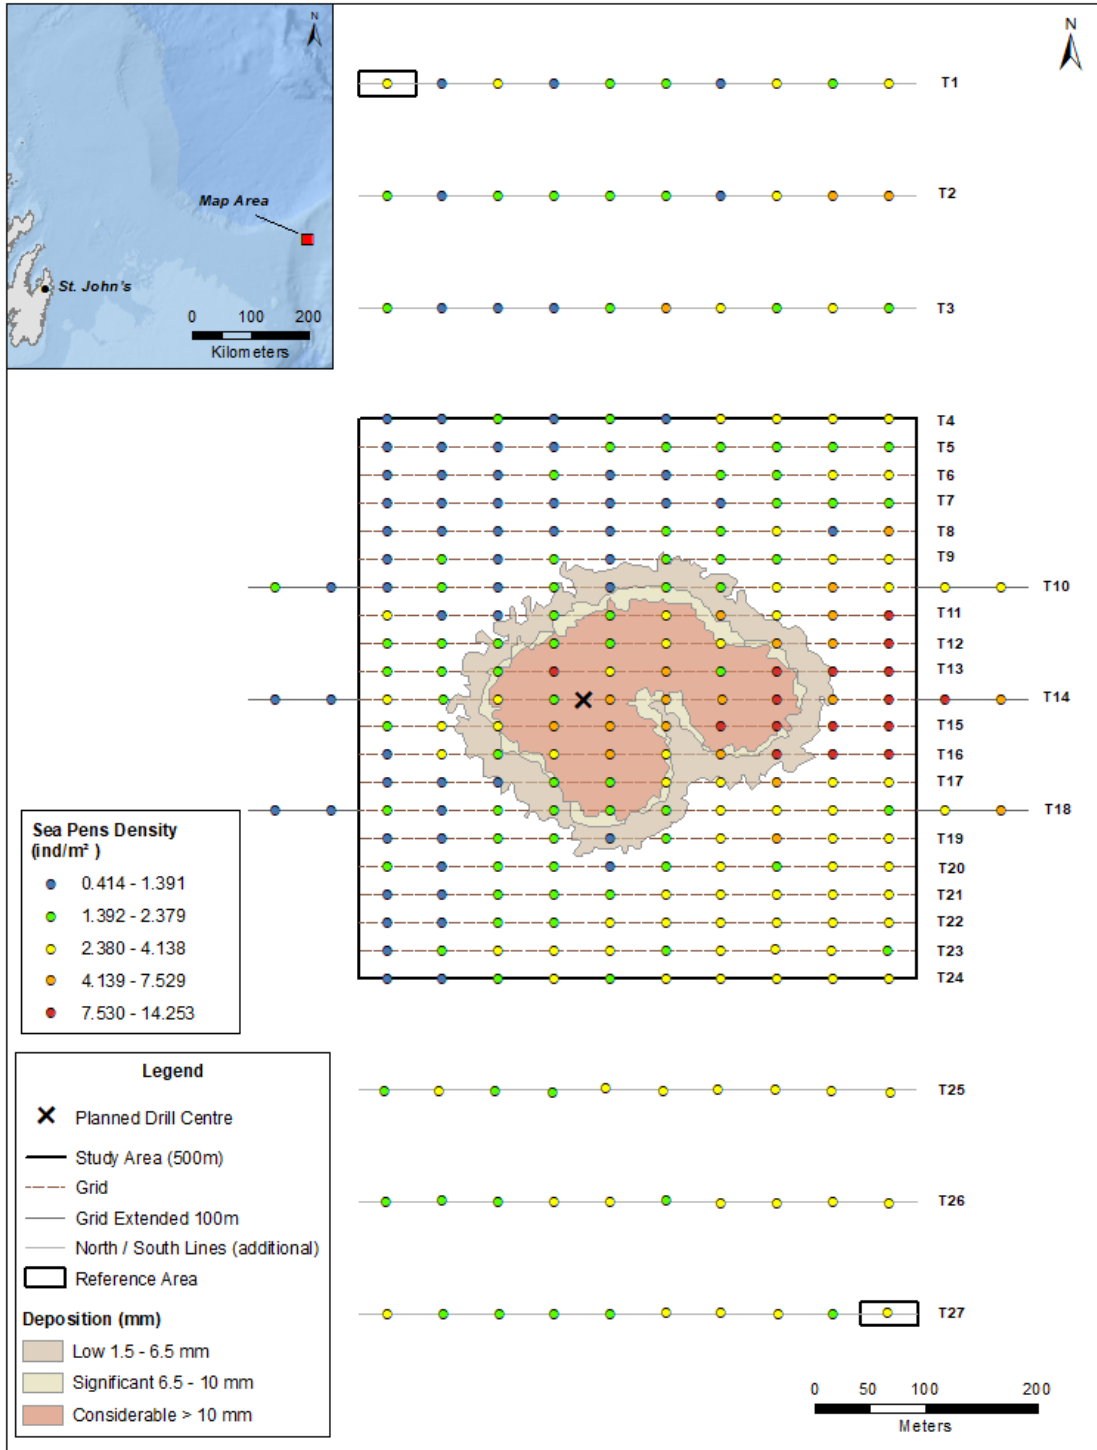 N
Map Area
St. John's
0 100 200
Kilometers
N
T1
T2
T3
T4
T5
T6
T7
T8
T9
T10
T11
T12
T13
T14
T15
T16
T17
T18
T19
T20
T21
T22
T23
T24
T25
T26
T27
Sea Pens Density
(ind/m² )
0.414 - 1.391
1.392 - 2.379
2.380 - 4.138
4.139 - 7.529
7.530 - 14.253
Legend
Planned Drill Centre
Study Area (500m)
Grid
Grid Extended 100m
North / South Lines (additional)
Reference Area
Deposition (mm)
Low 1.5 - 6.5 mm
Significant 6.5 - 10 mm
Considerable > 10 mm
0 50 100 200
Meters